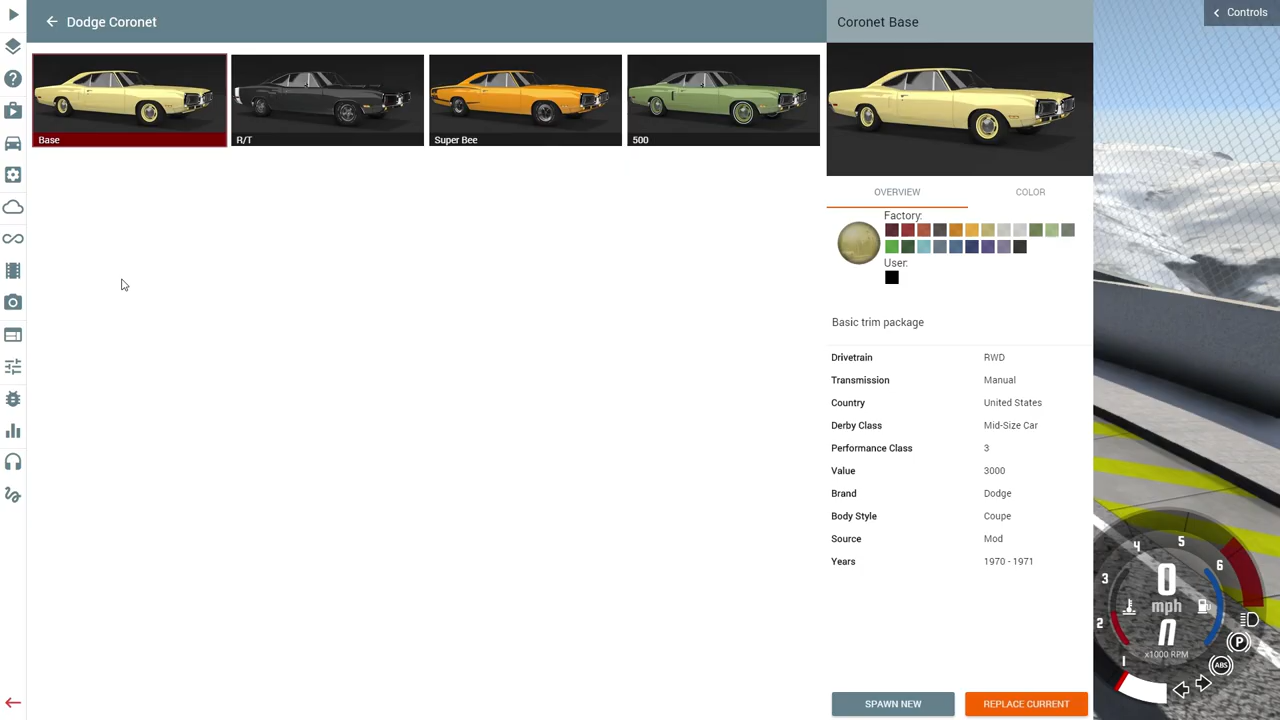 Dodge Coronet
Base
R/T
Super Bee
500
Coronet Base
Controls
OVERVIEW
COLOR
Factory:
User:
Basic trim package
Drivetrain RWD
Transmission Manual
Country United States
Derby Class Mid-Size Car
Performance Class 3
Value 3000
Brand Dodge
Body Style Coupe
Source Mod
Years 1970 - 1971
SPAWN NEW
REPLACE CURRENT
1
2
3
4
5
6
0
mph
n
x1000 RPM
P
ABS